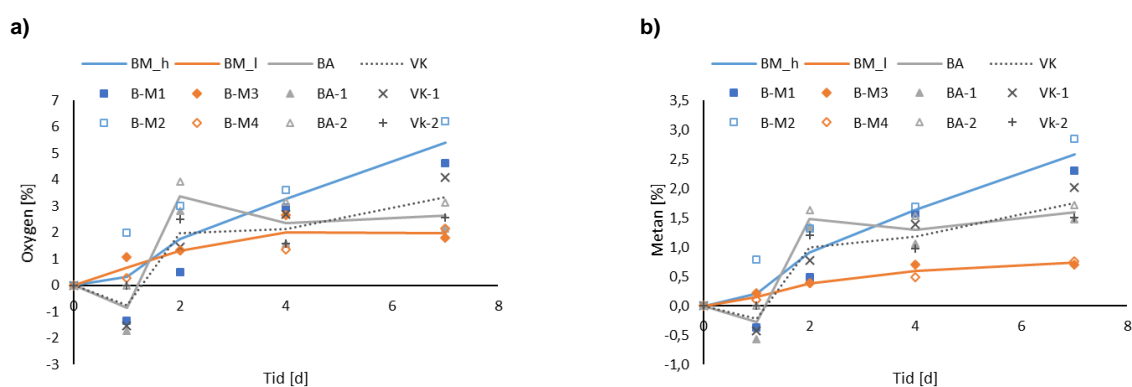 a)
BM_h BM_l BA VK
B-M1 B-M3 BA-1 VK-1
B-M2 B-M4 BA-2 Vk-2
7
6
5
4
3
2
1
0
-1
-2
-3
0 2 4 6 8
Oxygen [%]
Tid [d]
b)
BM_h BM_l BA VK
B-M1 B-M3 BA-1 VK-1
B-M2 B-M4 BA-2 Vk-2
3,5
3,0
2,5
2,0
1,5
1,0
0,5
0,0
-0,5
-1,0
0 2 4 6 8
Metan [%]
Tid [d]